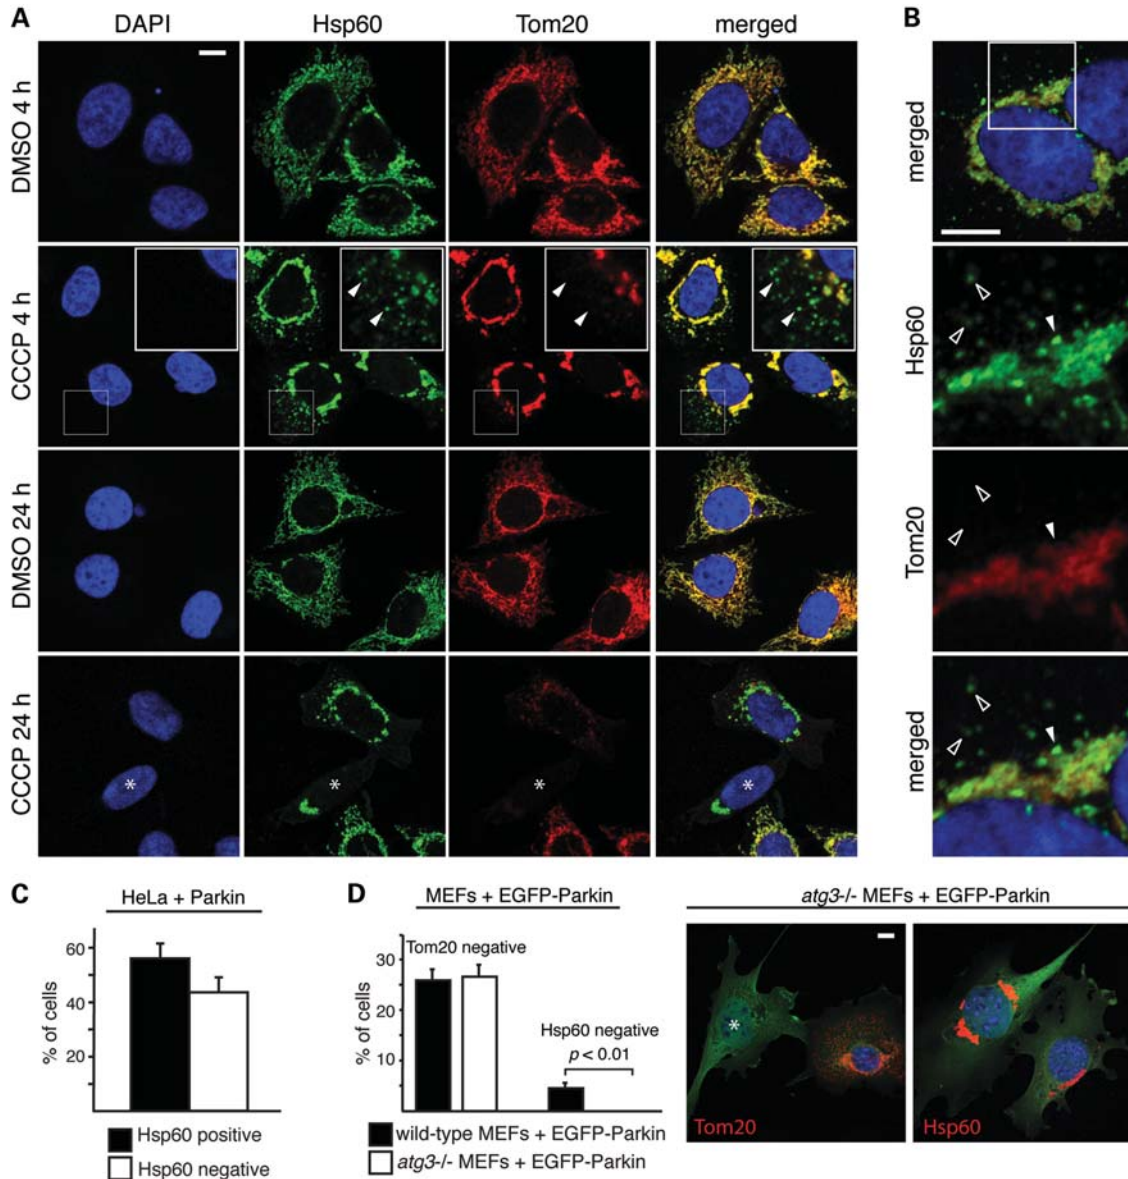 A
DAPI
Hsp60
Tom20
merged
DMSO 4 h
CCCP 4 h
DMSO 24 h
CCCP 24 h
*
*
*
*
B
merged
Hsp60
Tom20
merged
C
HeLa + Parkin
% of cells
60
40
20
Hsp60 positive
Hsp60 negative
D
MEFs + EGFP-Parkin
% of cells
30
20
10
Tom20 negative
Hsp60 negative
p < 0.01
wild-type MEFs + EGFP-Parkin
atg3-/- MEFs + EGFP-Parkin
atg3-/- MEFs + EGFP-Parkin
*
Tom20
Hsp60